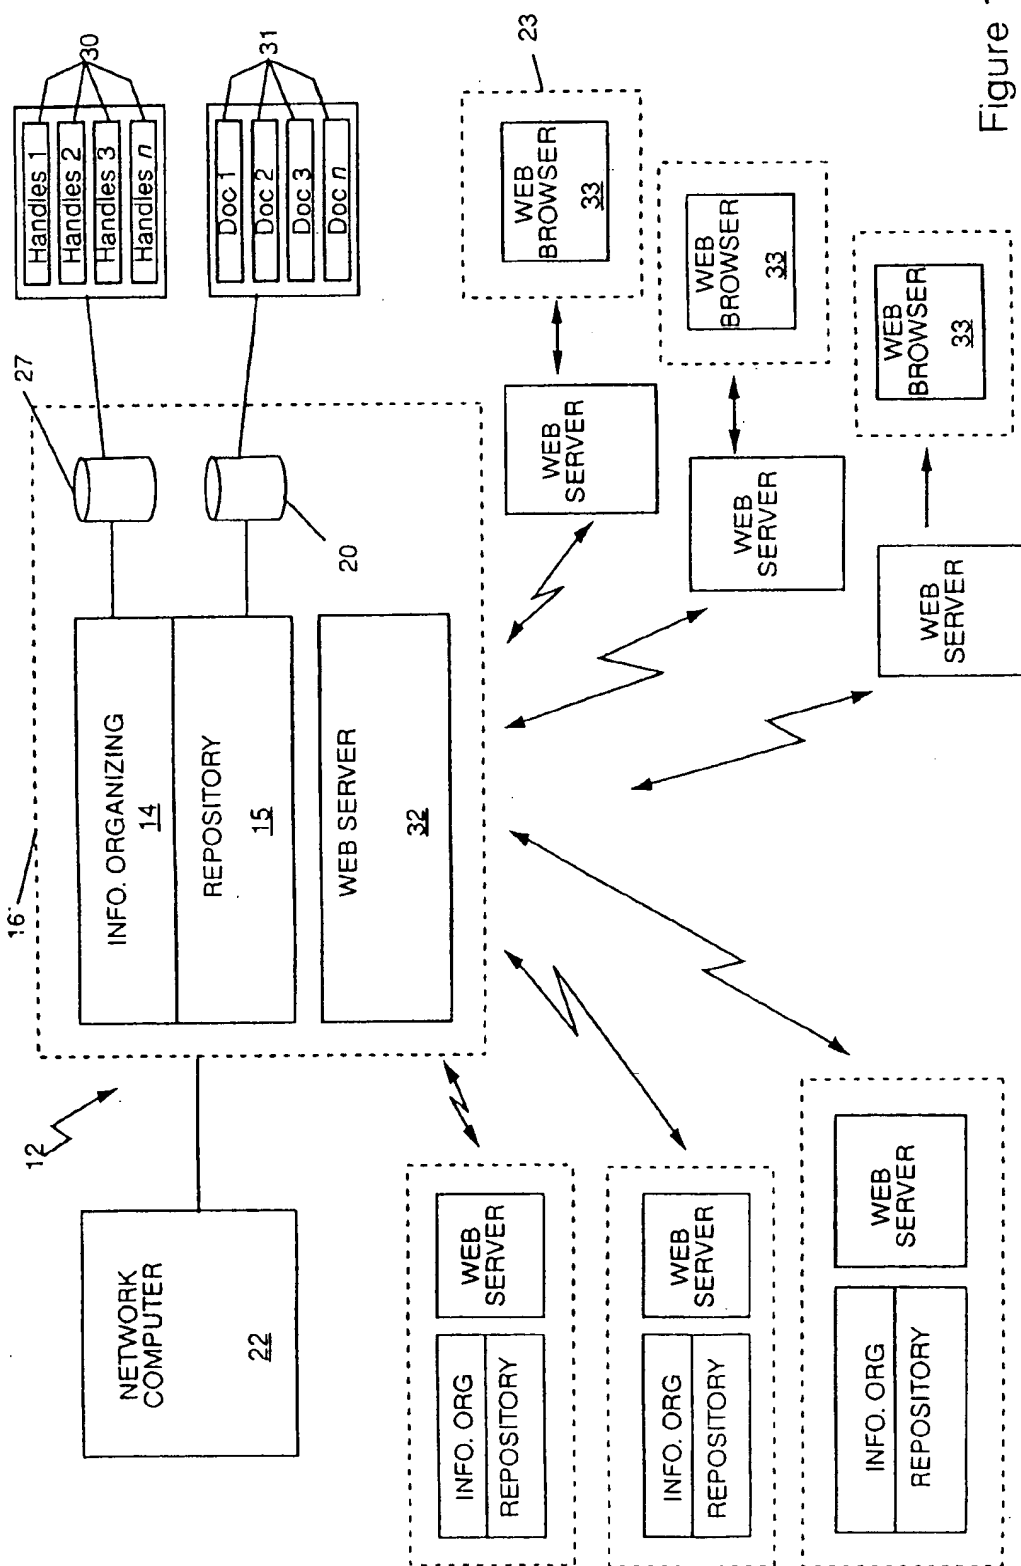 12
16
NETWORK
COMPUTER
22
INFO. ORGANIZING
14
REPOSITORY
15
WEB SERVER
32
27
20
Handles 1
Handles 2
Handles 3
Handles n
30
Doc 1
Doc 2
Doc 3
Doc n
31
INFO. ORG
REPOSITORY
WEB
SERVER
INFO. ORG
REPOSITORY
WEB
SERVER
INFO. ORG
REPOSITORY
WEB
SERVER
WEB
SERVER
WEB
BROWSER
33
23
WEB
SERVER
WEB
BROWSER
33
WEB
SERVER
WEB
BROWSER
33
Figure